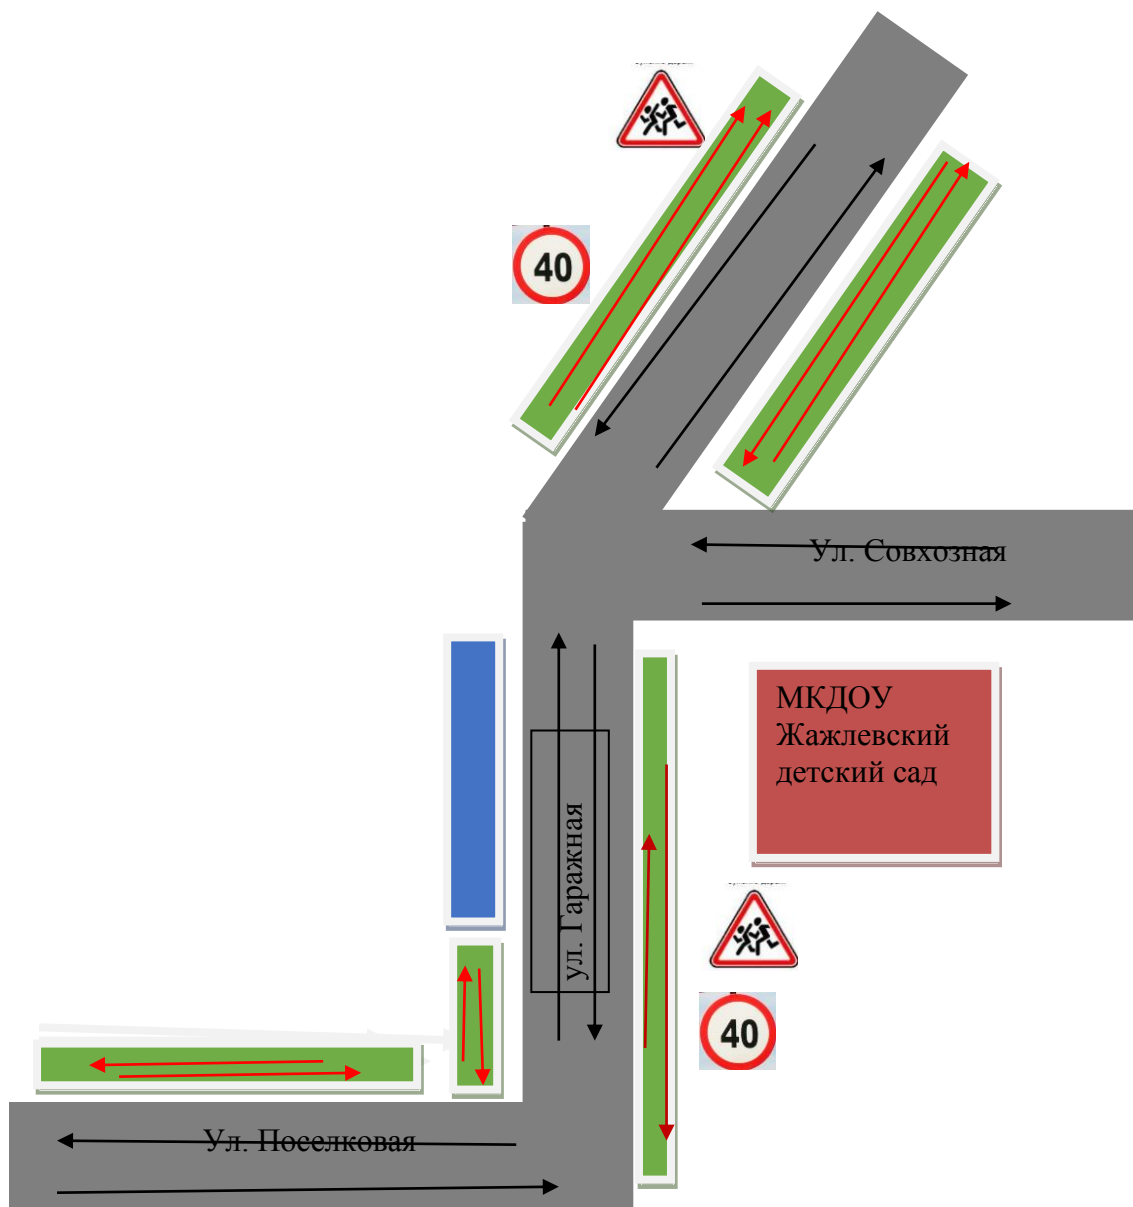 40
Ул. Совхозная
МКДОУ
Жажлевский
детский сад
ул. Гаражная
40
Ул. Поселковая